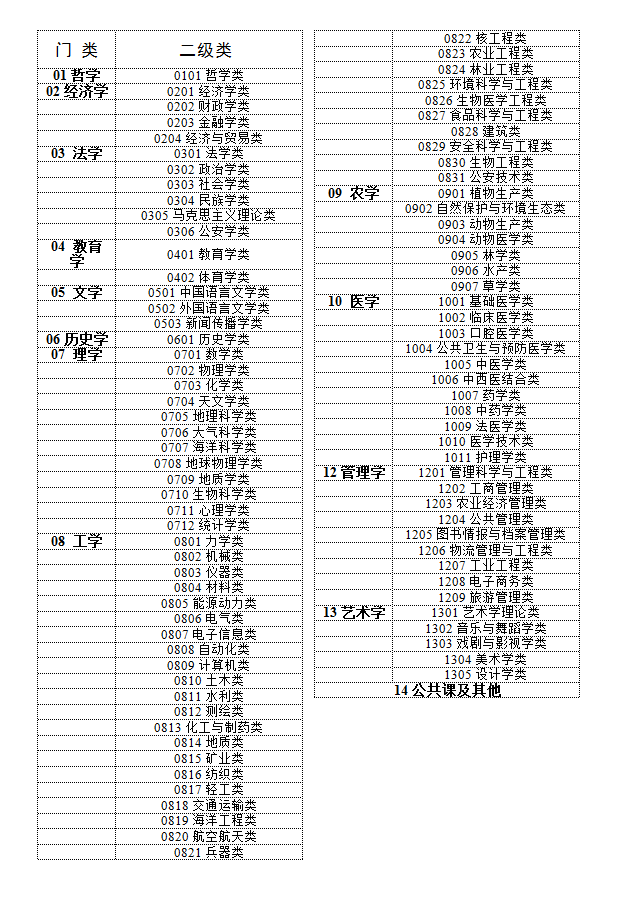 门 类 二级类
01 哲学 0101 哲学类
02 经济学 0201 经济学类
0202 财政学类
0203 金融学类
0204 经济与贸易类
03 法学 0301 法学类
0302 政治学类
0303 社会学类
0304 民族学类
0305 马克思主义理论类
0306 公安学类
04 教育
学 0401 教育学类
0402 体育学类
05 文学 0501 中国语言文学类
0502 外国语言文学类
0503 新闻传播学类
06 历史学 0601 历史学类
07 理学 0701 数学类
0702 物理学类
0703 化学类
0704 天文学类
0705 地理科学类
0706 大气科学类
0707 海洋科学类
0708 地球物理学类
0709 地质学类
0710 生物科学类
0711 心理学类
0712 统计学类
08 工学 0801 力学类
0802 机械类
0803 仪器类
0804 材料类
0805 能源动力类
0806 电气类
0807 电子信息类
0808 自动化类
0809 计算机类
0810 土木类
0811 水利类
0812 测绘类
0813 化工与制药类
0814 地质类
0815 矿业类
0816 纺织类
0817 轻工类
0818 交通运输类
0819 海洋工程类
0820 航空航天类
0821 兵器类
0822 核工程类
0823 农业工程类
0824 林业工程类
0825 环境科学与工程类
0826 生物医学工程类
0827 食品科学与工程类
0828 建筑类
0829 安全科学与工程类
0830 生物工程类
0831 公安技术类
09 农学 0901 植物生产类
0902 自然保护与环境生态类
0903 动物生产类
0904 动物医学类
0905 林学类
0906 水产类
0907 草学类
10 医学 1001 基础医学类
1002 临床医学类
1003 口腔医学类
1004 公共卫生与预防医学类
1005 中医学类
1006 中西医结合类
1007 药学类
1008 中药学类
1009 法医学类
1010 医学技术类
1011 护理学类
12 管理学 1201 管理科学与工程类
1202 工商管理类
1203 农业经济管理类
1204 公共管理类
1205 图书情报与档案管理类
1206 物流管理与工程类
1207 工业工程类
1208 电子商务类
1209 旅游管理类
13 艺术学 1301 艺术学理论类
1302 音乐与舞蹈学类
1303 戏剧与影视学类
1304 美术学类
1305 设计学类
14 公共课及其他